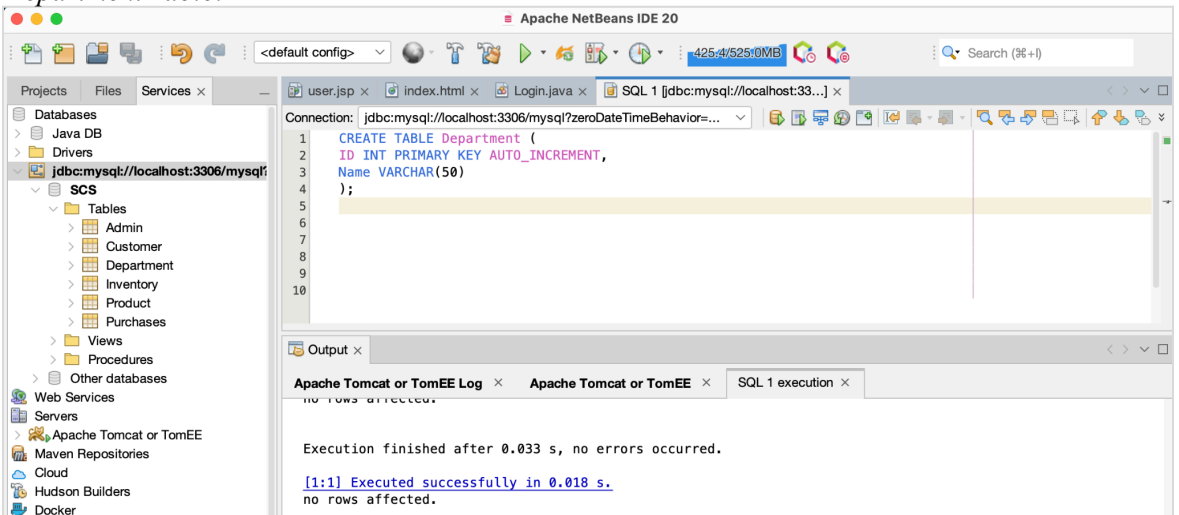 Apache NetBeans IDE 20
<default config>
425.4/525.0MB
Search (⌘+I)
Projects Files Services ×
Databases
Java DB
Drivers
jdbc:mysql://localhost:3306/mysql?
SCS
Tables
Admin
Customer
Department
Inventory
Product
Purchases
Views
Procedures
Other databases
Web Services
Servers
Apache Tomcat or TomEE
Maven Repositories
Cloud
Hudson Builders
Docker
user.jsp × index.html × Login.java × SQL 1 [jdbc:mysql://localhost:33...] ×
Connection: jdbc:mysql://localhost:3306/mysql?zeroDateTimeBehavior=...
1 CREATE TABLE Department (
2 ID INT PRIMARY KEY AUTO_INCREMENT,
3 Name VARCHAR(50)
4 );
5
6
7
8
9
10
Output ×
Apache Tomcat or TomEE Log × Apache Tomcat or TomEE × SQL 1 execution ×
no rows affected.
Execution finished after 0.033 s, no errors occurred.
[1:1] Executed successfully in 0.018 s.
no rows affected.